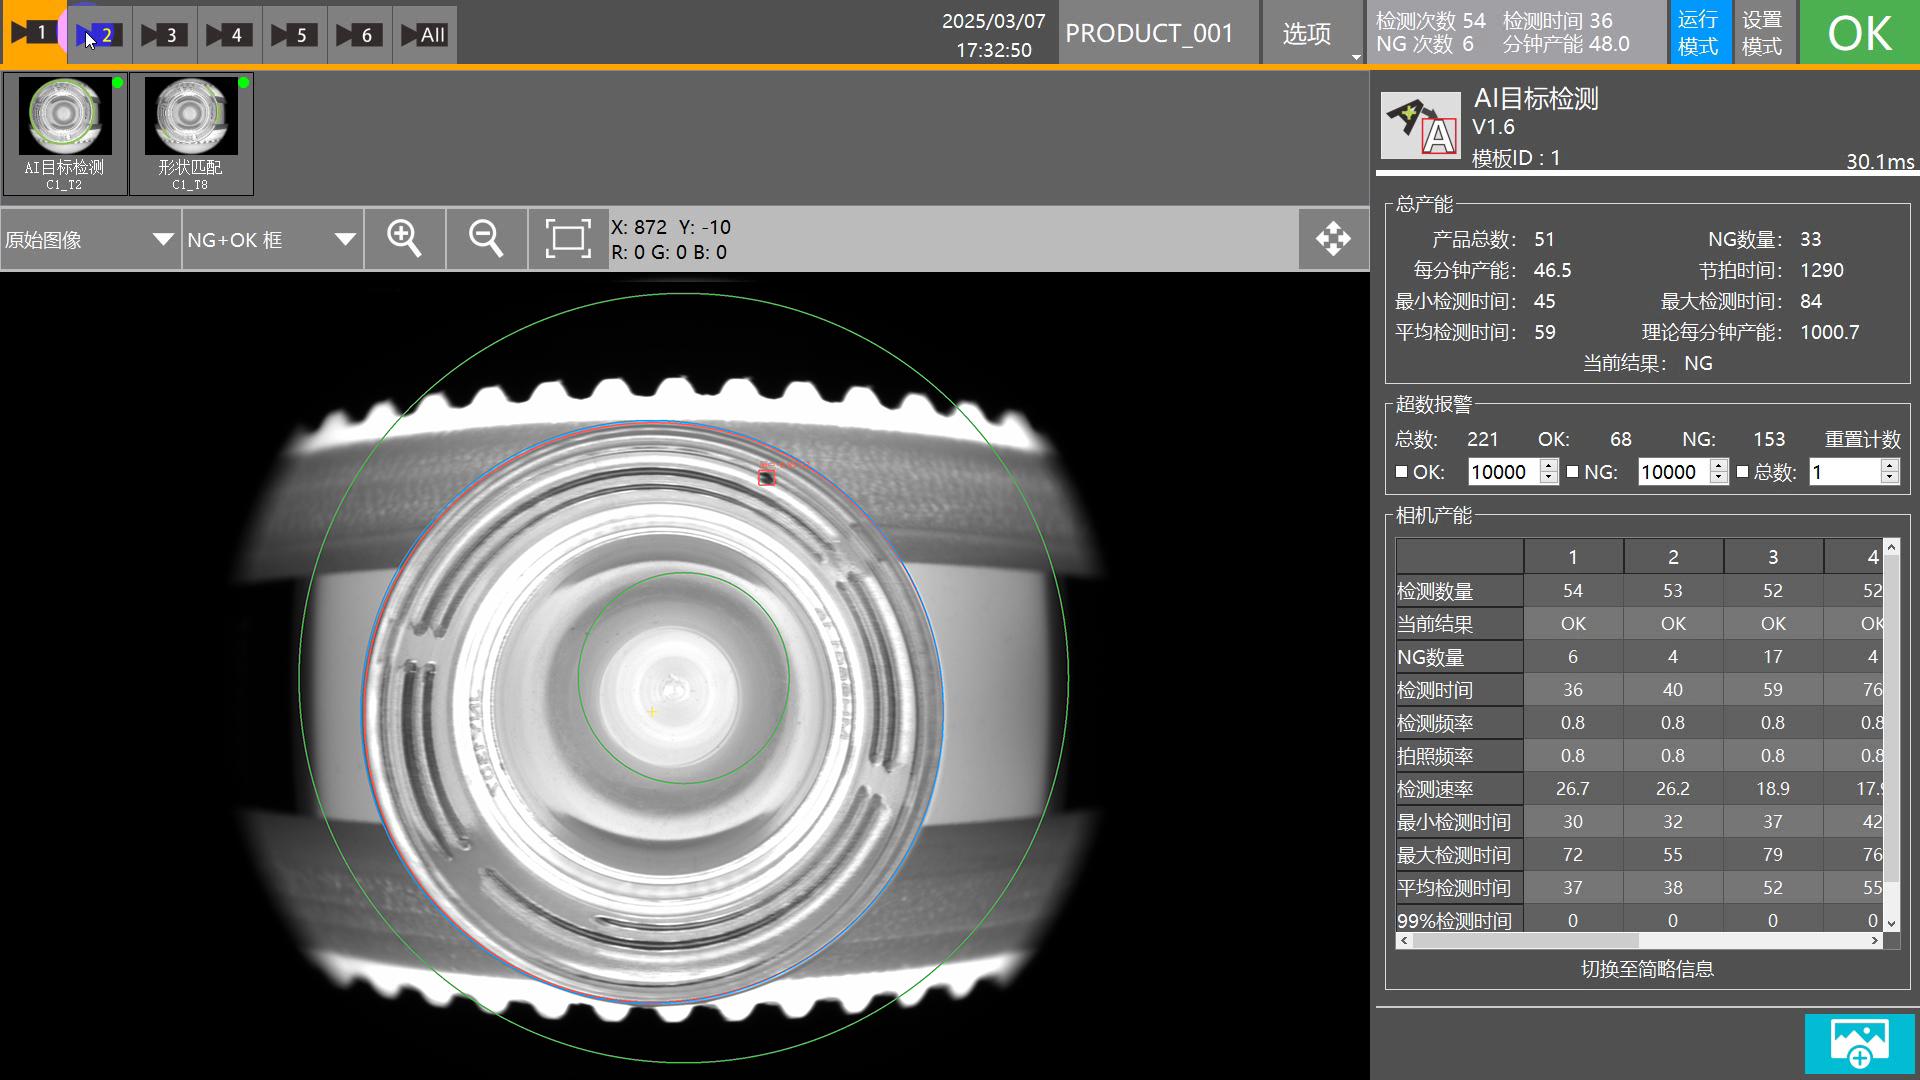 1 2 3 4 5 6 All
2025/03/07
17:32:50
PRODUCT_001
选项
检测次数 54 检测时间 36
NG 次数 6 分钟产能 48.0
运行
模式
设置
模式
OK
AI目标检测
C1_T2
形状匹配
C1_T8
原始图像
NG+OK 框
X: 872 Y: -10
R: 0 G: 0 B: 0
AI目标检测
V1.6
模板ID : 1
30.1ms
总产能
产品总数: 51 NG数量: 33
每分钟产能: 46.5 节拍时间: 1290
最小检测时间: 45 最大检测时间: 84
平均检测时间: 59 理论每分钟产能: 1000.7
当前结果: NG
超数报警
总数: 221 OK: 68 NG: 153 重置计数
OK: 10000 NG: 10000 总数: 1
相机产能
1 2 3 4
检测数量 54 53 52 52
当前结果 OK OK OK OK
NG数量 6 4 17 4
检测时间 36 40 59 76
检测频率 0.8 0.8 0.8 0.8
拍照频率 0.8 0.8 0.8 0.8
检测速率 26.7 26.2 18.9 17.9
最小检测时间 30 32 37 42
最大检测时间 72 55 79 76
平均检测时间 37 38 52 55
99%检测时间 0 0 0 0
切换至简略信息